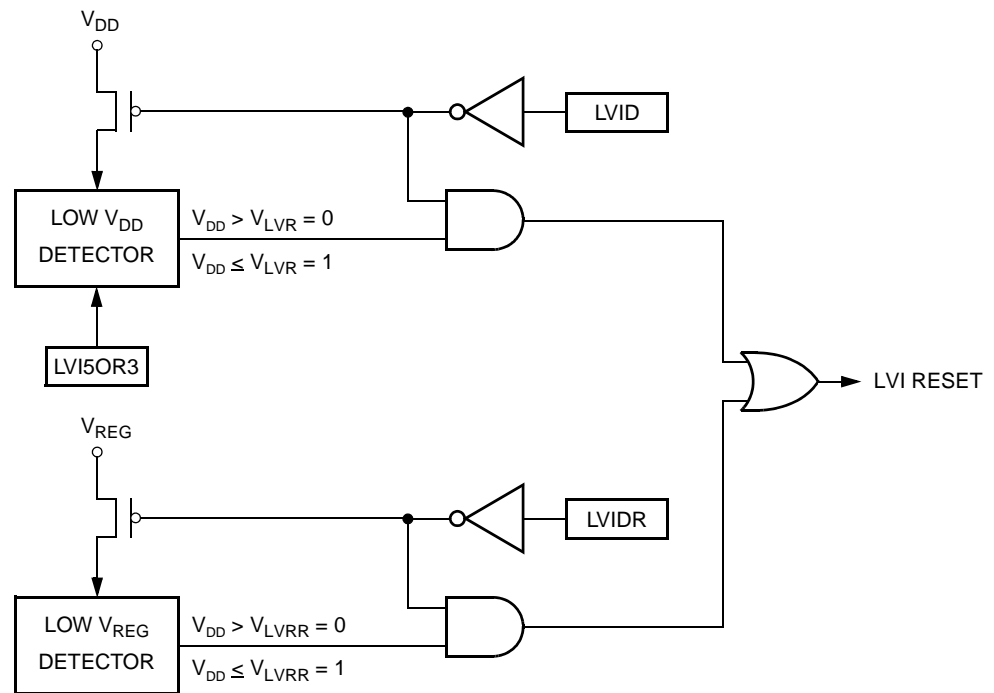 VDD
LVID
LOW VDD
DETECTOR
VDD > VLVR = 0
VDD ≤ VLVR = 1
LVI5OR3
LVI RESET
VREG
LVIDR
LOW VREG
DETECTOR
VDD > VLVRR = 0
VDD ≤ VLVRR = 1